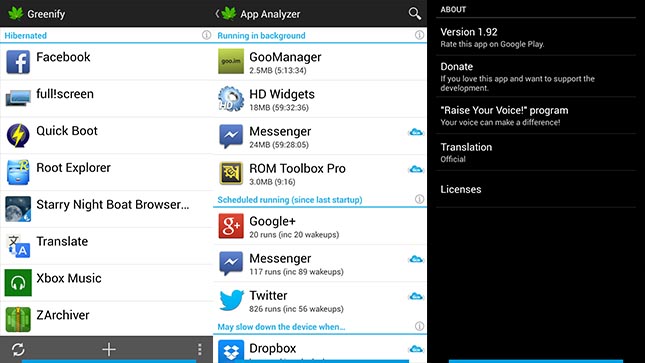 Greenify
Hibernated
Facebook
full!screen
Quick Boot
Root Explorer
Starry Night Boat Browser...
Translate
Xbox Music
ZArchiver
App Analyzer
Running in background
goo.im
GooManager
2.5MB (5:13:34)
HD
HD Widgets
18MB (59:32:36)
Messenger
24MB (59:28:05)
ROM Toolbox Pro
3.0MB (9:16)
Scheduled running (since last startup)
Google+
20 runs (inc 20 wakeups)
Messenger
117 runs (inc 89 wakeups)
Twitter
826 runs (inc 56 wakeups)
May slow down the device when...
Dropbox
ABOUT
Version 1.92
Rate this app on Google Play.
Donate
If you love this app and want to support the
development.
"Raise Your Voice!" program
Your voice can make a difference!
Translation
Official
Licenses